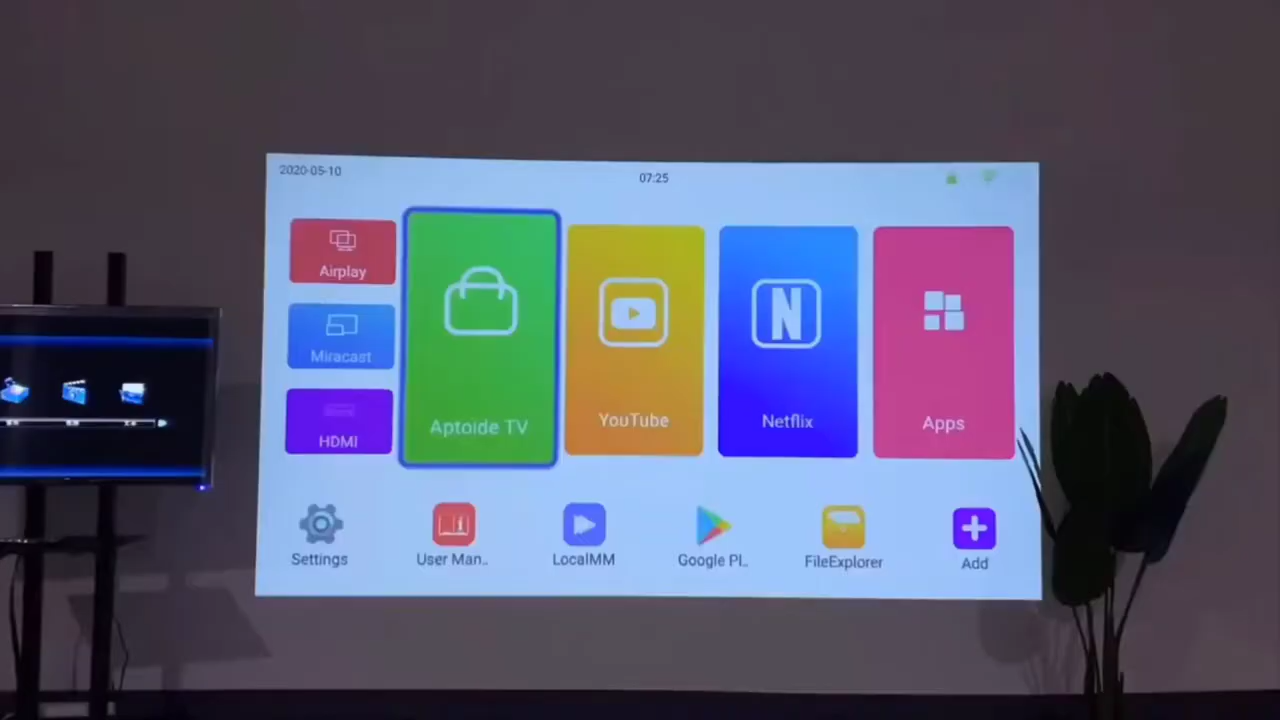 2020-05-10
07:25
Airplay
Miracast
HDMI
Aptoide TV
YouTube
N
Netflix
Apps
Settings
User Man..
LocalMM
Google Pl..
FileExplorer
Add